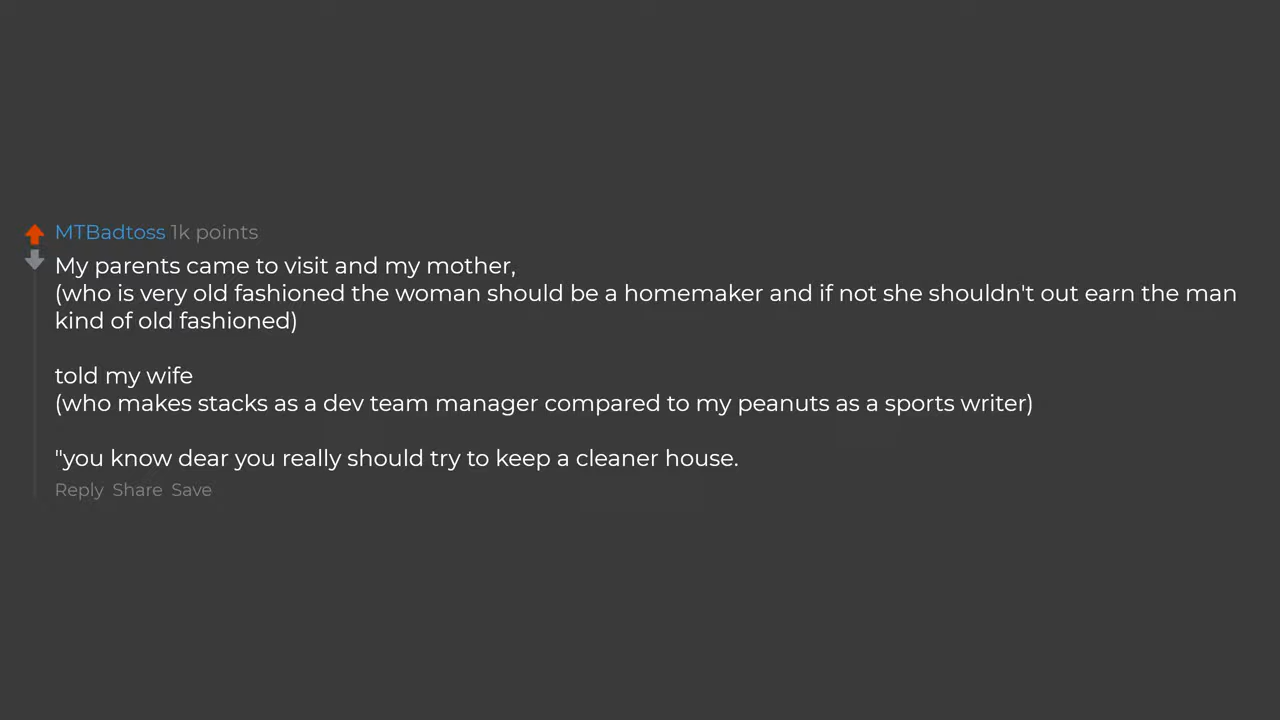 MTBadtoss 1k points
My parents came to visit and my mother,
(who is very old fashioned the woman should be a homemaker and if not she shouldn't out earn the man
kind of old fashioned)
told my wife
(who makes stacks as a dev team manager compared to my peanuts as a sports writer)
"you know dear you really should try to keep a cleaner house.
Reply Share Save